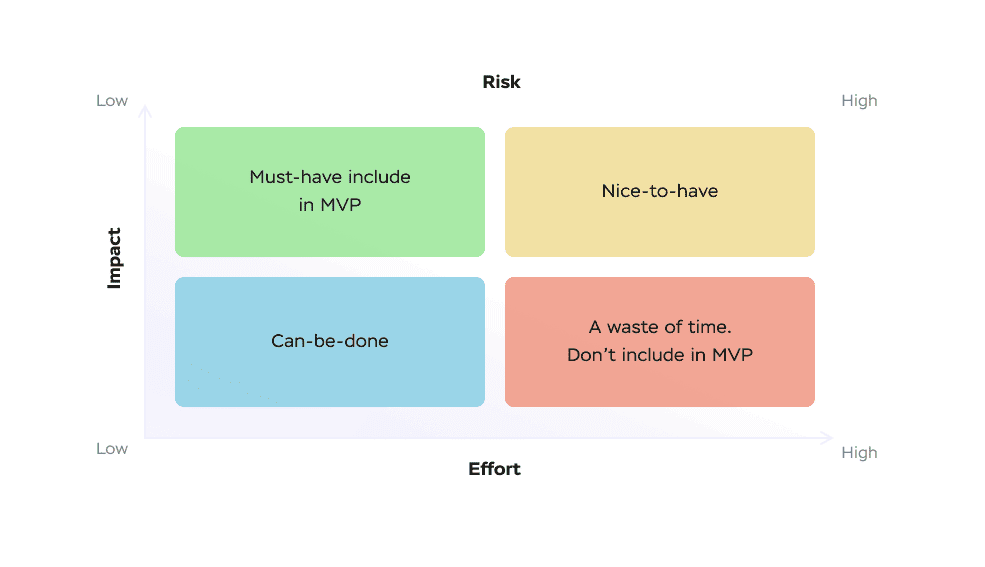 Risk
Low
High
Must-have include
in MVP
Nice-to-have
Impact
Can-be-done
A waste of time.
Don’t include in MVP
Low
High
Effort